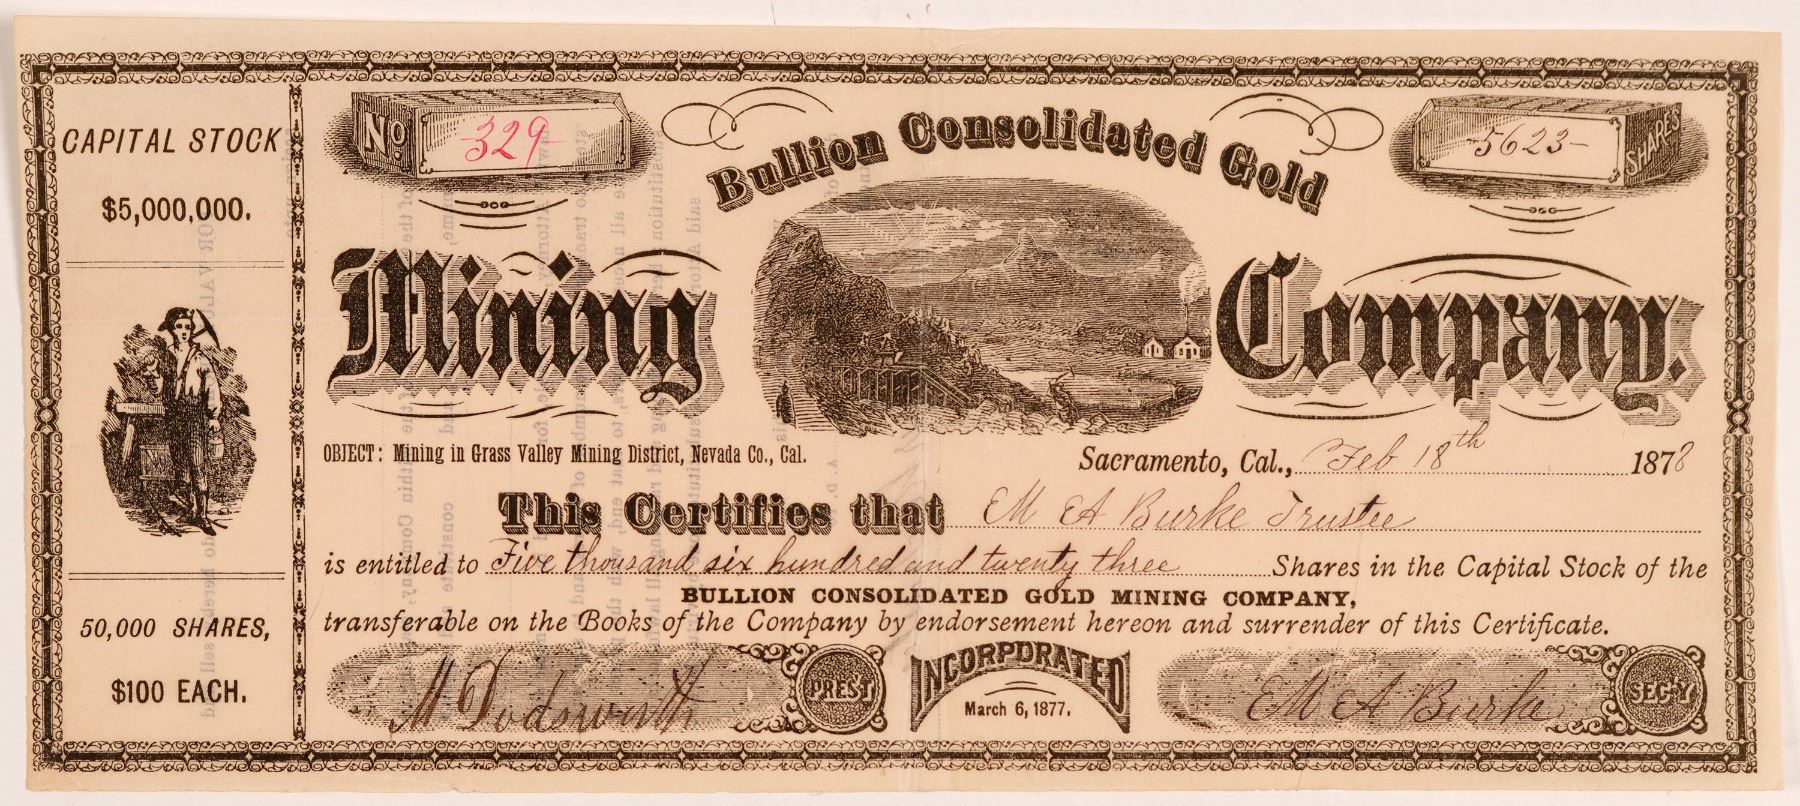 CAPITAL STOCK
$5,000,000.
50,000 SHARES,
$100 EACH.
No. 329
5623 SHARES
Bullion Consolidated Gold
Mining Company.
OBJECT: Mining in Grass Valley Mining District, Nevada Co., Cal.
Sacramento, Cal., Feb 18th 1878
This Certifies that M A Burke Trustee
is entitled to Five thousand six hundred and twenty three Shares in the Capital Stock of the
BULLION CONSOLIDATED GOLD MINING COMPANY,
transferable on the Books of the Company by endorsement hereon and surrender of this Certificate.
M Dodsworth PREST
INCORPORATED
March 6, 1877.
M A Burke SEC'Y